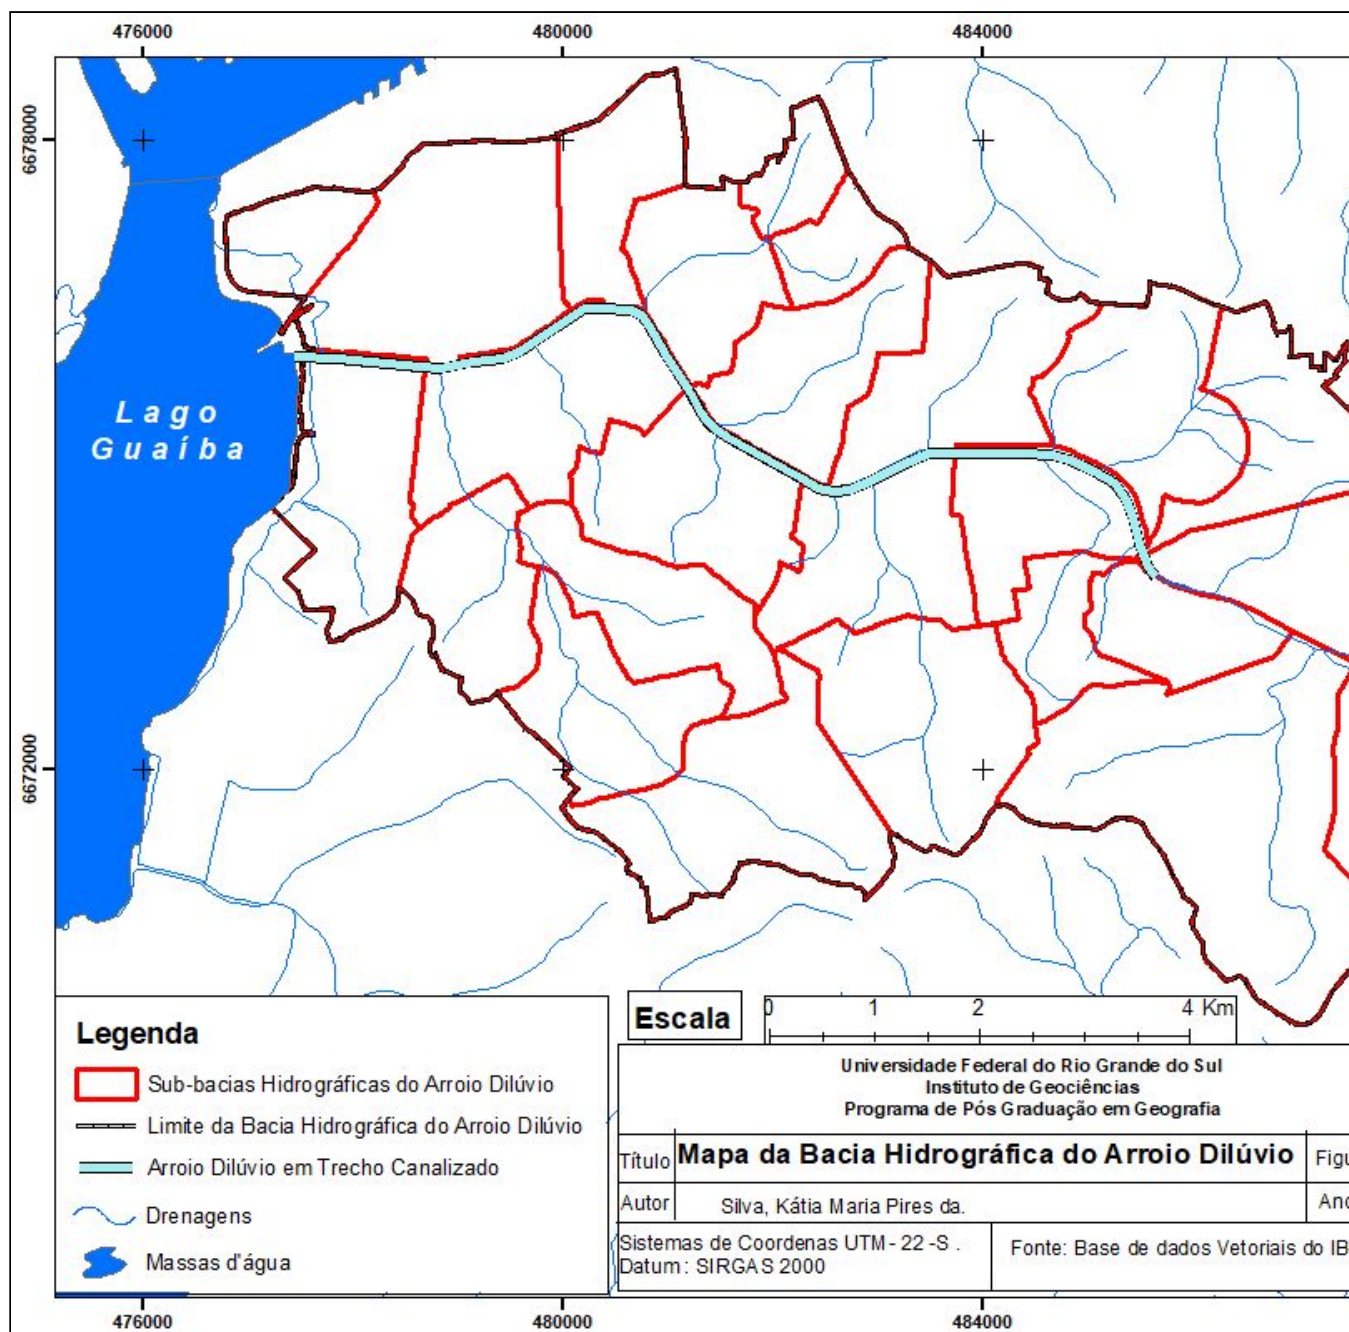 476000
480000
484000
6678000
6672000
Lago
Guaíba
Legenda
Sub-bacias Hidrográficas do Arroio Dilúvio
Limite da Bacia Hidrográfica do Arroio Dilúvio
Arroio Dilúvio em Trecho Canalizado
Drenagens
Massas d'água
Escala
0 1 2 4 Km
Universidade Federal do Rio Grande do Sul
Instituto de Geociências
Programa de Pós Graduação em Geografia
Título Mapa da Bacia Hidrográfica do Arroio Dilúvio Figu
Autor Silva, Kátia Maria Pires da.
Sistemas de Coordenas UTM - 22 -S .
Datum : SIRGAS 2000
Fonte: Base de dados Vetoriais do IB
476000
480000
484000